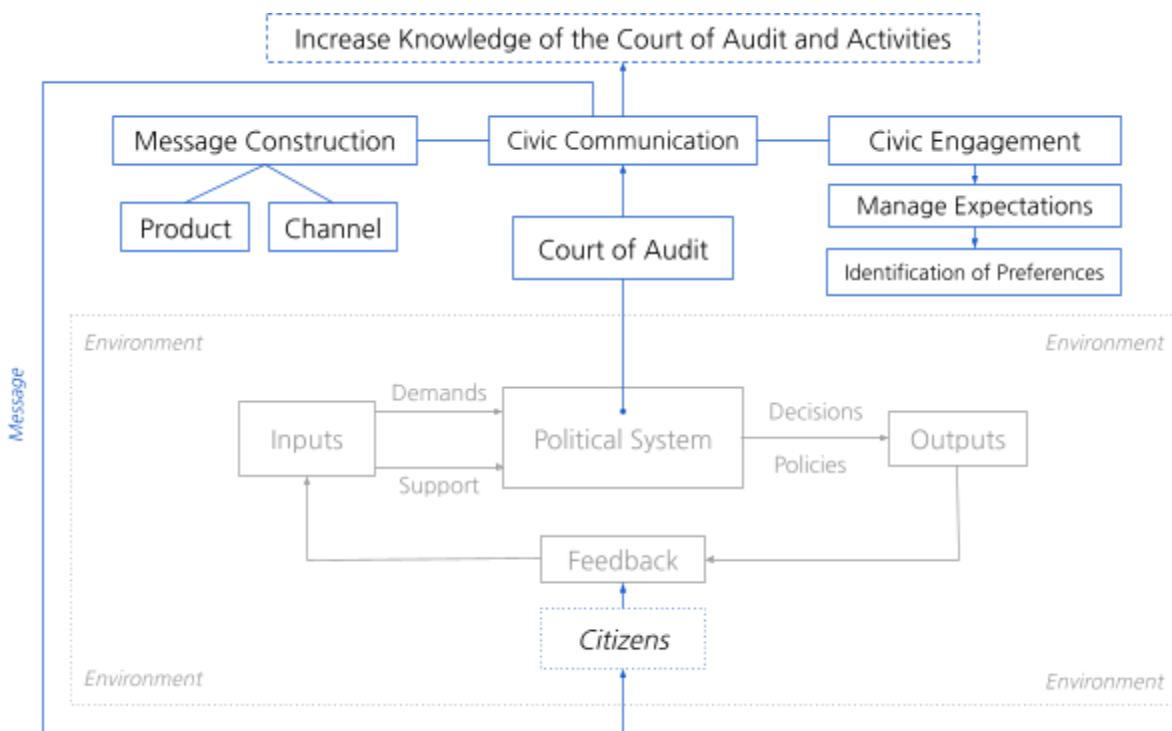 Increase Knowledge of the Court of Audit and Activities
Message Construction
Civic Communication
Civic Engagement
Product
Channel
Manage Expectations
Court of Audit
Identification of Preferences
Environment
Environment
Message
Demands
Inputs
Political System
Decisions
Outputs
Support
Policies
Feedback
Citizens
Environment
Environment